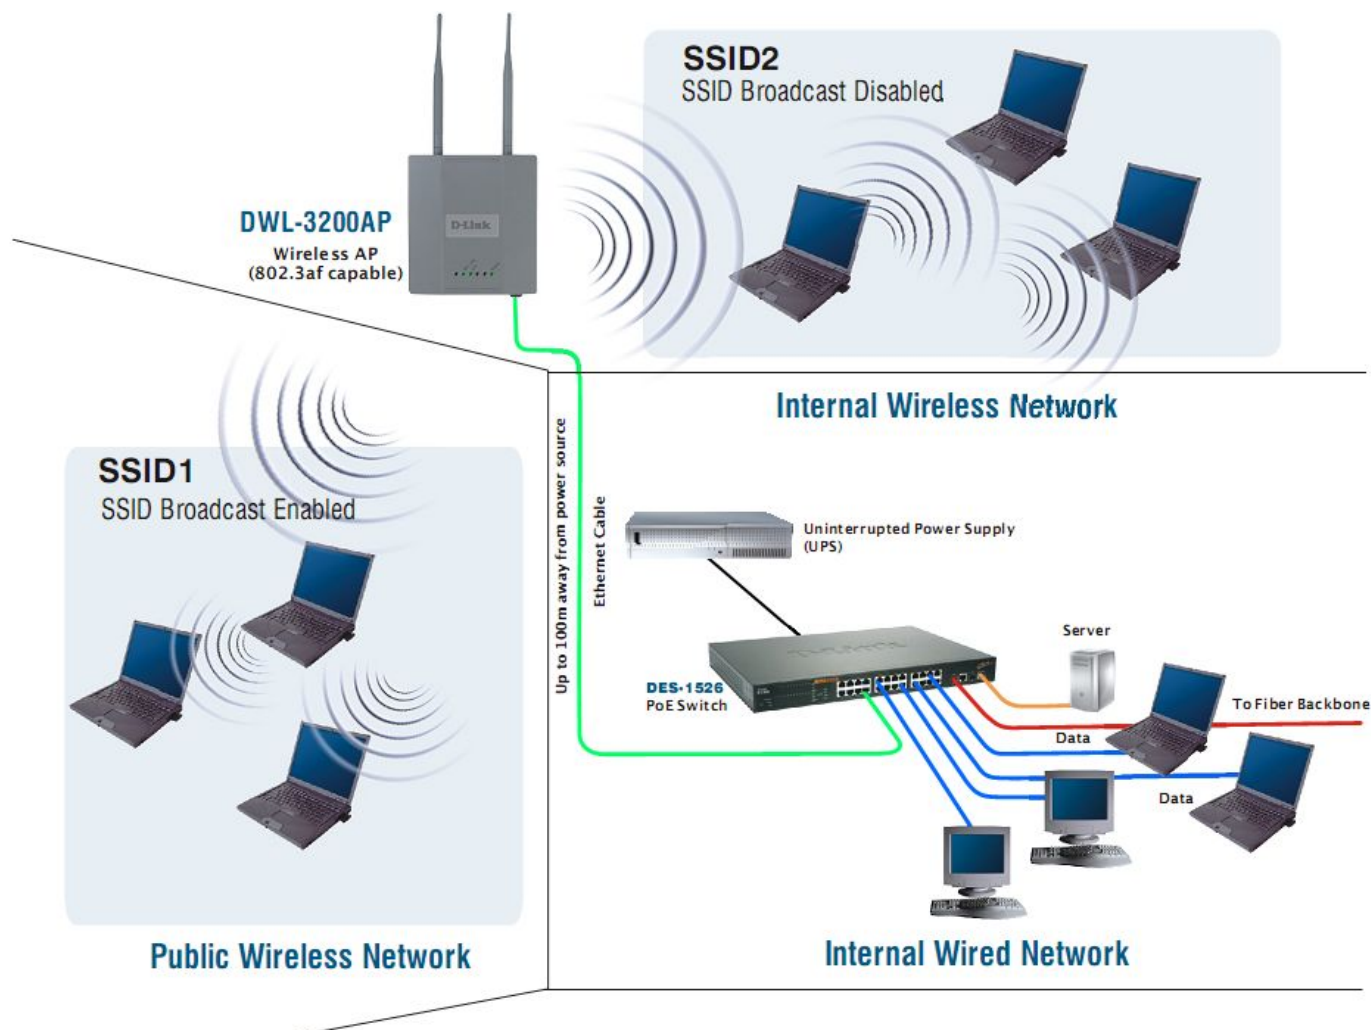 SSID2
SSID Broadcast Disabled
D-Link
DWL-3200AP
Wireless AP
(802.3af capable)
Internal Wireless Network
SSID1
SSID Broadcast Enabled
Up to 100m away from power source
Ethernet Cable
Uninterrupted Power Supply
(UPS)
Server
DES-1526
PoE Switch
To Fiber Backbone
Data
Data
Public Wireless Network
Internal Wired Network